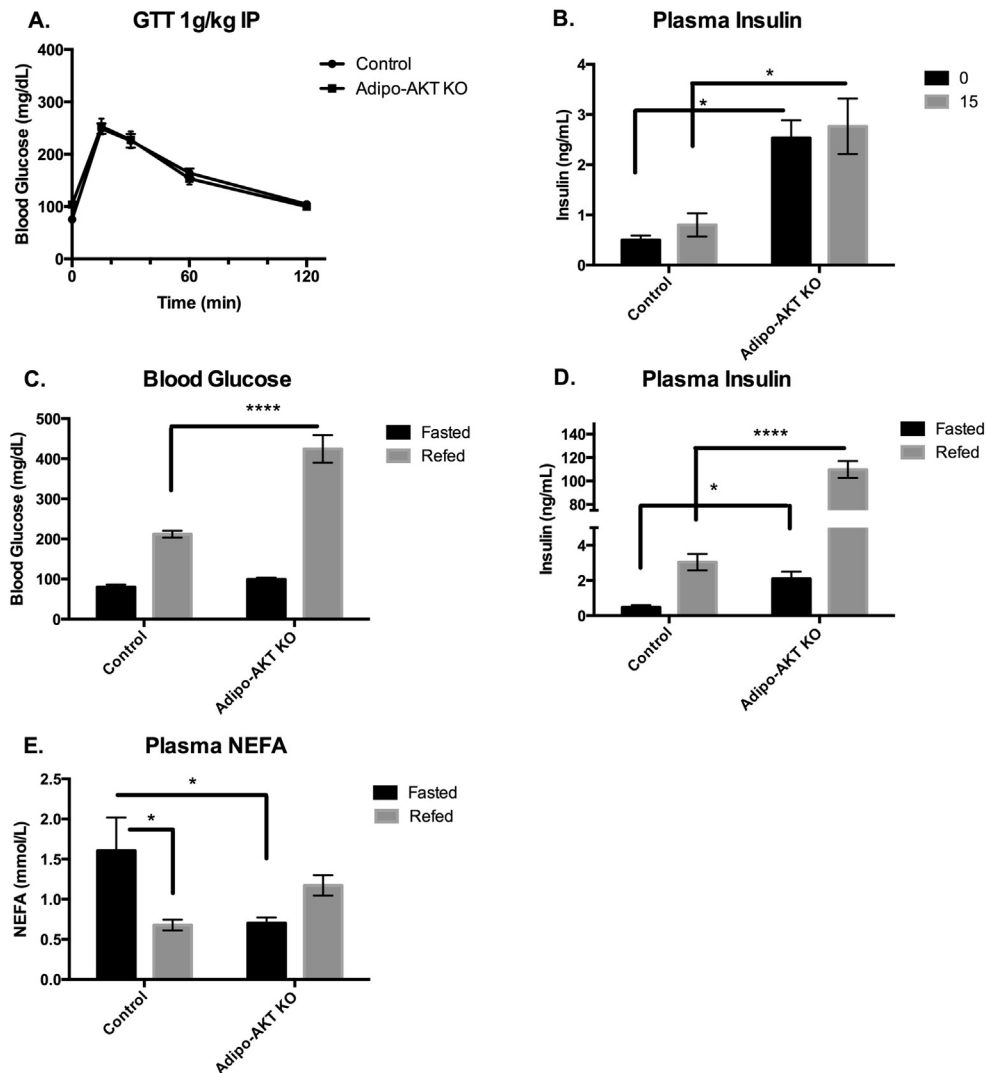 A.
GTT 1g/kg IP
400
300
200
100
0
Blood Glucose (mg/dL)
0
60
120
Time (min)
Control
Adipo-AKT KO
B.
Plasma Insulin
4
3
2
1
0
Insulin (ng/mL)
*
*
0
15
Control
Adipo-AKT KO
C.
Blood Glucose
500
400
300
200
100
0
Blood Glucose (mg/dL)
****
Fasted
Refed
Control
Adipo-AKT KO
D.
Plasma Insulin
140
120
100
80
6
4
2
0
Insulin (ng/mL)
****
*
Fasted
Refed
Control
Adipo-AKT KO
E.
Plasma NEFA
2.5
2.0
1.5
1.0
0.5
0.0
NEFA (mmol/L)
*
*
Fasted
Refed
Control
Adipo-AKT KO